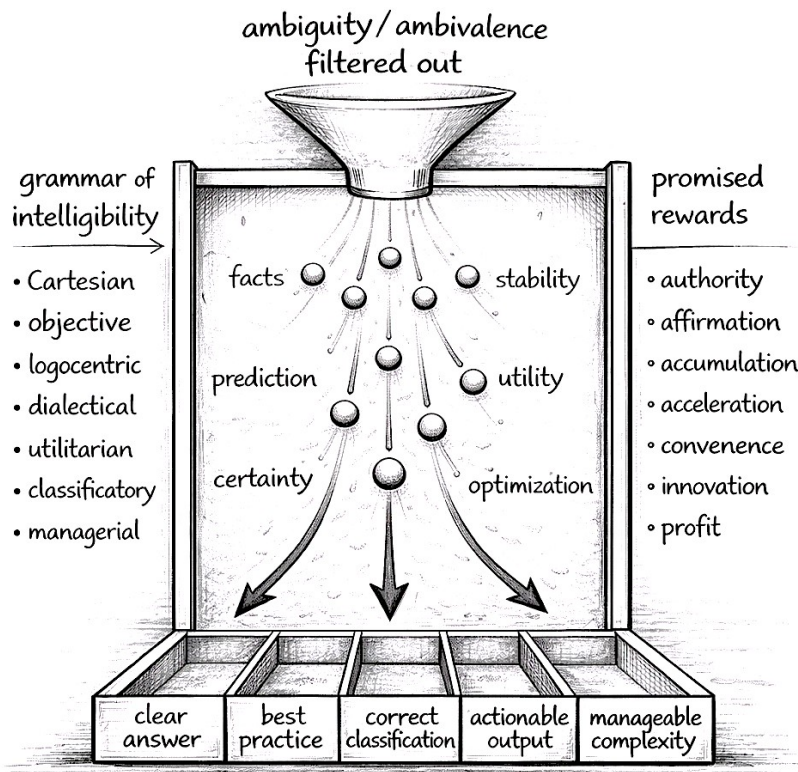 ambiguity / ambivalence
filtered out
grammar of
intelligibility
• Cartesian
• objective
• logocentric
• dialectical
• utilitarian
• classificatory
• managerial
facts
stability
prediction
utility
certainty
optimization
promised
rewards
◦ authority
◦ affirmation
◦ accumulation
◦ acceleration
◦ convenence
◦ innovation
◦ profit
clear
answer
best
practice
correct
classification
actionable
output
manageable
complexity